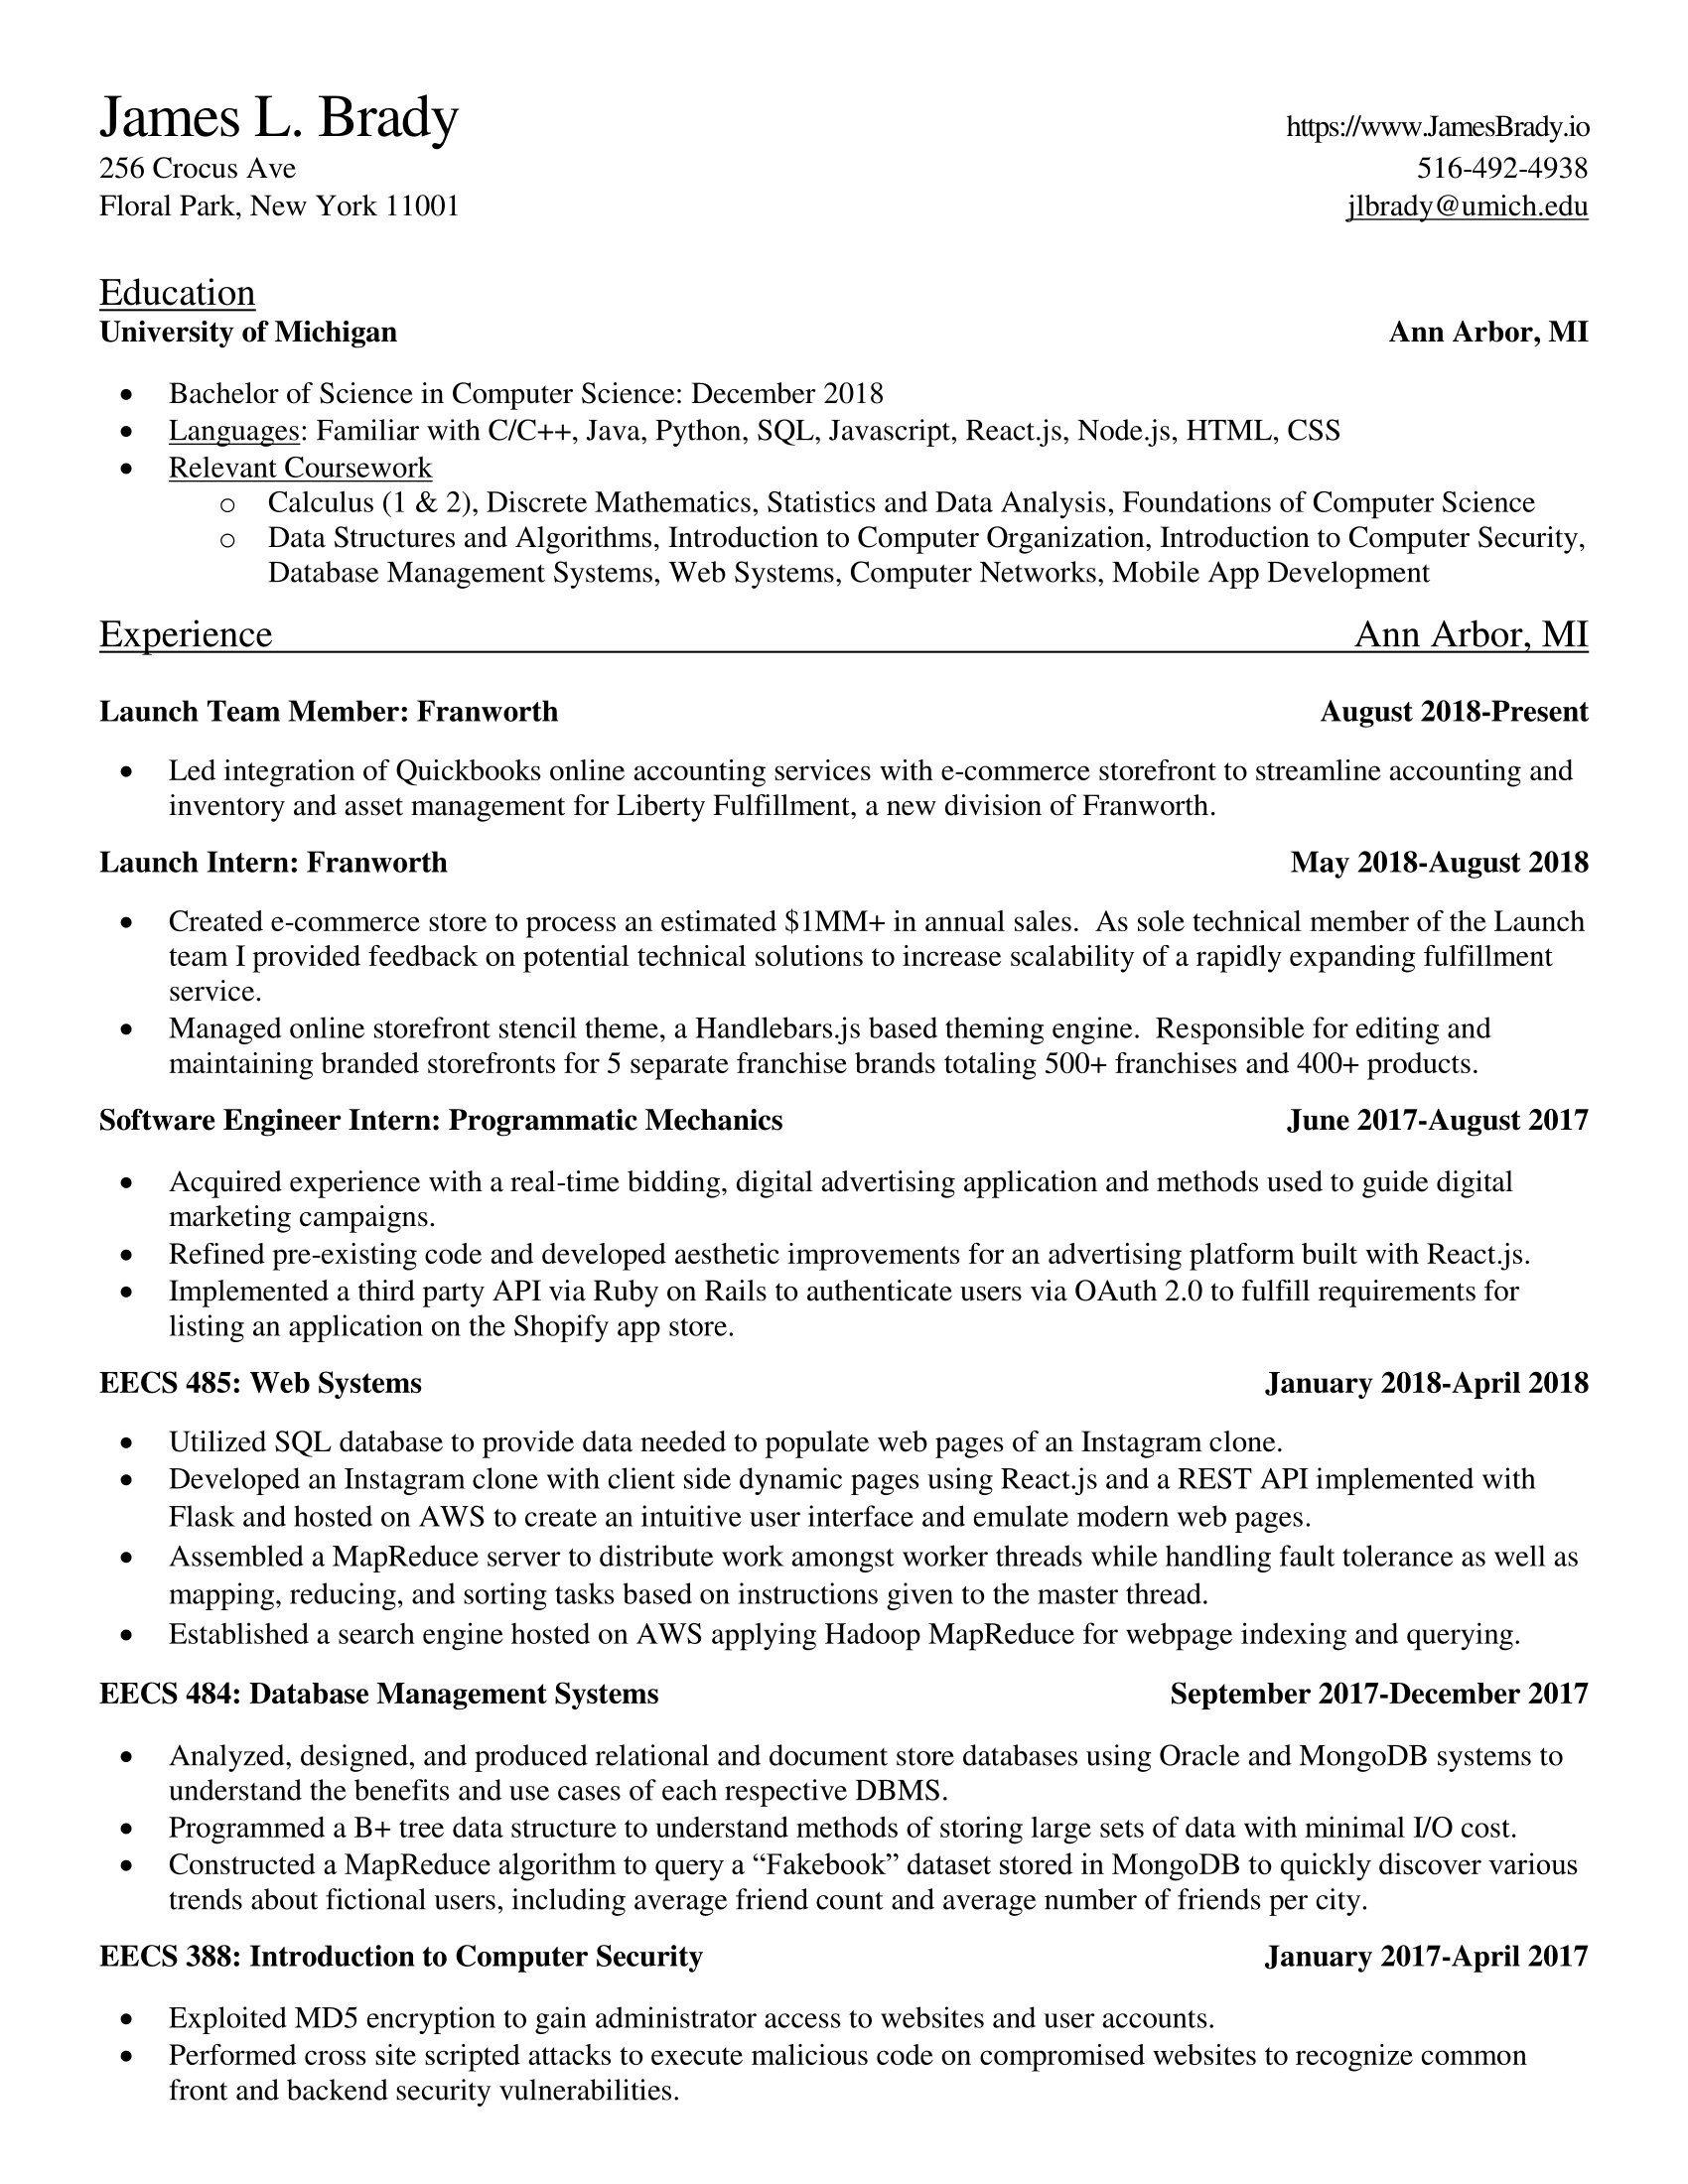 James L. Brady https://www.JamesBrady.io
256 Crocus Ave 516-492-4938
Floral Park, New York 11001 jlbrady@umich.edu
Education
University of Michigan Ann Arbor, MI
• Bachelor of Science in Computer Science: December 2018
• Languages: Familiar with C/C++, Java, Python, SQL, Javascript, React.js, Node.js, HTML, CSS
• Relevant Coursework
o Calculus (1 & 2), Discrete Mathematics, Statistics and Data Analysis, Foundations of Computer Science
o Data Structures and Algorithms, Introduction to Computer Organization, Introduction to Computer Security,
Database Management Systems, Web Systems, Computer Networks, Mobile App Development
Experience Ann Arbor, MI
Launch Team Member: Franworth August 2018-Present
• Led integration of Quickbooks online accounting services with e-commerce storefront to streamline accounting and
inventory and asset management for Liberty Fulfillment, a new division of Franworth.
Launch Intern: Franworth May 2018-August 2018
• Created e-commerce store to process an estimated $1MM+ in annual sales.  As sole technical member of the Launch
team I provided feedback on potential technical solutions to increase scalability of a rapidly expanding fulfillment
service.
• Managed online storefront stencil theme, a Handlebars.js based theming engine.  Responsible for editing and
maintaining branded storefronts for 5 separate franchise brands totaling 500+ franchises and 400+ products.
Software Engineer Intern: Programmatic Mechanics June 2017-August 2017
• Acquired experience with a real-time bidding, digital advertising application and methods used to guide digital
marketing campaigns.
• Refined pre-existing code and developed aesthetic improvements for an advertising platform built with React.js.
• Implemented a third party API via Ruby on Rails to authenticate users via OAuth 2.0 to fulfill requirements for
listing an application on the Shopify app store.
EECS 485: Web Systems January 2018-April 2018
• Utilized SQL database to provide data needed to populate web pages of an Instagram clone.
• Developed an Instagram clone with client side dynamic pages using React.js and a REST API implemented with
Flask and hosted on AWS to create an intuitive user interface and emulate modern web pages.
• Assembled a MapReduce server to distribute work amongst worker threads while handling fault tolerance as well as
mapping, reducing, and sorting tasks based on instructions given to the master thread.
• Established a search engine hosted on AWS applying Hadoop MapReduce for webpage indexing and querying.
EECS 484: Database Management Systems September 2017-December 2017
• Analyzed, designed, and produced relational and document store databases using Oracle and MongoDB systems to
understand the benefits and use cases of each respective DBMS.
• Programmed a B+ tree data structure to understand methods of storing large sets of data with minimal I/O cost.
• Constructed a MapReduce algorithm to query a “Fakebook” dataset stored in MongoDB to quickly discover various
trends about fictional users, including average friend count and average number of friends per city.
EECS 388: Introduction to Computer Security January 2017-April 2017
• Exploited MD5 encryption to gain administrator access to websites and user accounts.
• Performed cross site scripted attacks to execute malicious code on compromised websites to recognize common
front and backend security vulnerabilities.